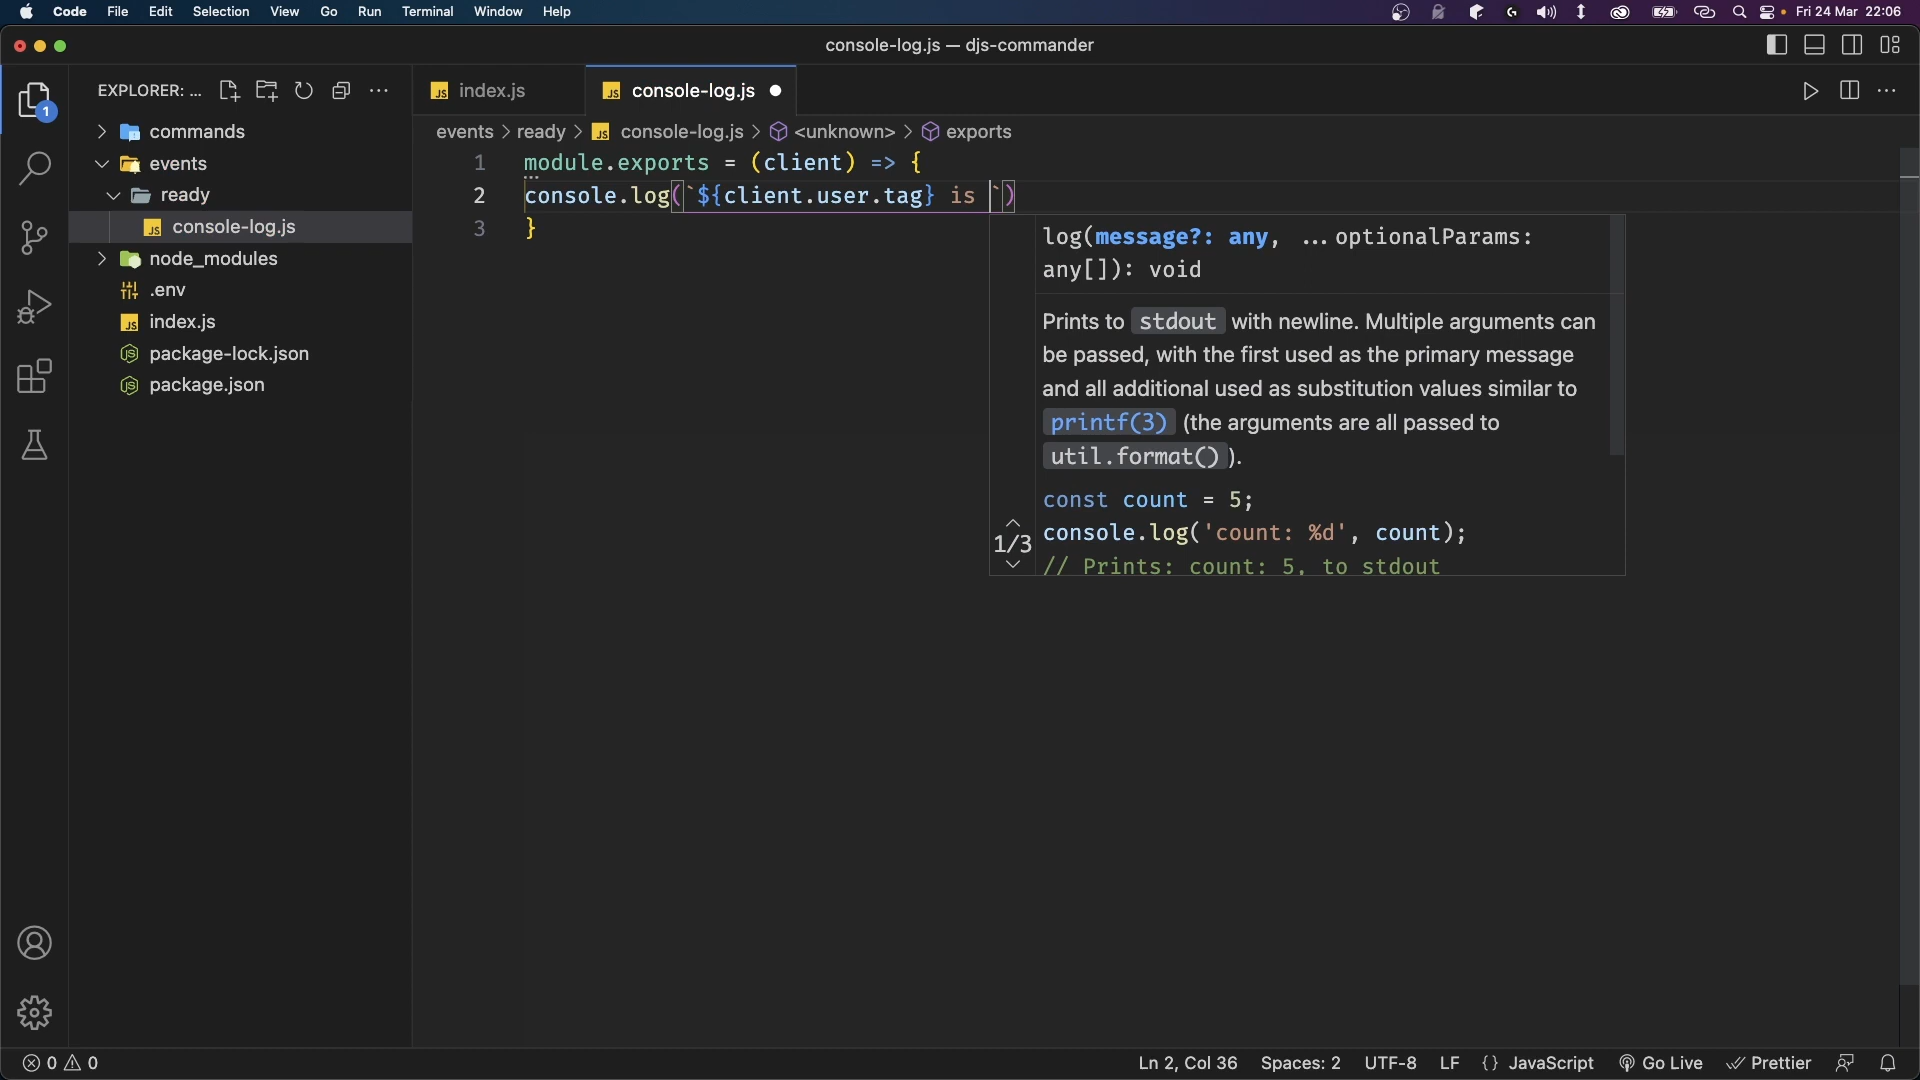 Code File Edit Selection View Go Run Terminal Window Help Fri 24 Mar 22:06
console-log.js — djs-commander
EXPLORER: ...
index.js
console-log.js
1
commands
events
ready
console-log.js
node_modules
.env
index.js
package-lock.json
package.json
events > ready > console-log.js > <unknown> > exports
1 module.exports = (client) => {
2 console.log(`${client.user.tag} is `)
3 }
log(message?: any, ...optionalParams:
any[]): void
Prints to stdout with newline. Multiple arguments can
be passed, with the first used as the primary message
and all additional used as substitution values similar to
printf(3) (the arguments are all passed to
util.format()).
const count = 5;
1/3
console.log('count: %d', count);
// Prints: count: 5, to stdout
0 0 Ln 2, Col 36 Spaces: 2 UTF-8 LF {} JavaScript Go Live Prettier